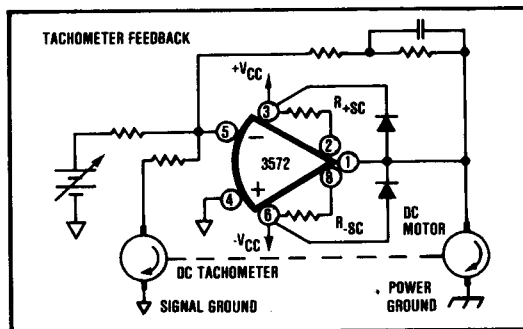 TACHOMETER FEEDBACK
+VCC
R+SC
3
2
5
−
3572
1
4
+
8
6
R-SC
-VCC
DC
MOTOR
DC TACHOMETER
POWER
GROUND
SIGNAL GROUND